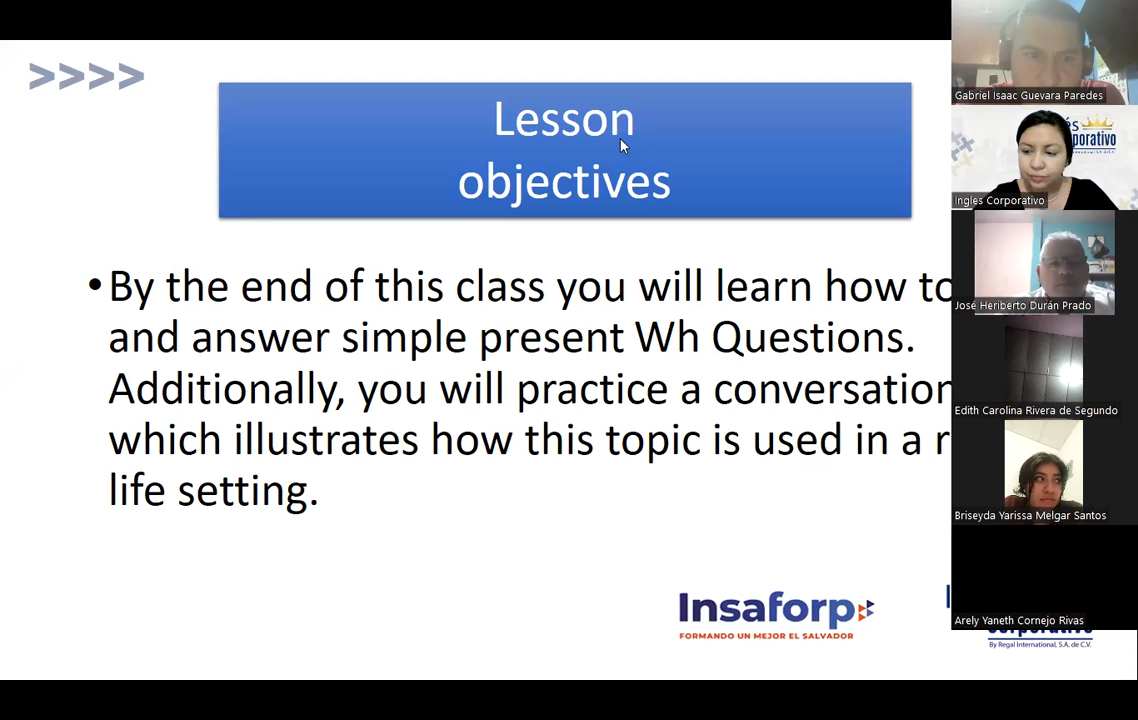 >>>>
Lesson
objectives
•By the end of this class you will learn how to
and answer simple present Wh Questions.
Additionally, you will practice a conversation
which illustrates how this topic is used in a r
life setting.
Insaforp
FORMANDO UN MEJOR EL SALVADOR
By Regal International, S.A. de C.V.
Gabriel Isaac Guevara Paredes
Ingles Corporativo
José Heriberto Durán Prado
Edith Carolina Rivera de Segundo
Briseyda Yarissa Melgar Santos
Arely Yaneth Cornejo Rivas